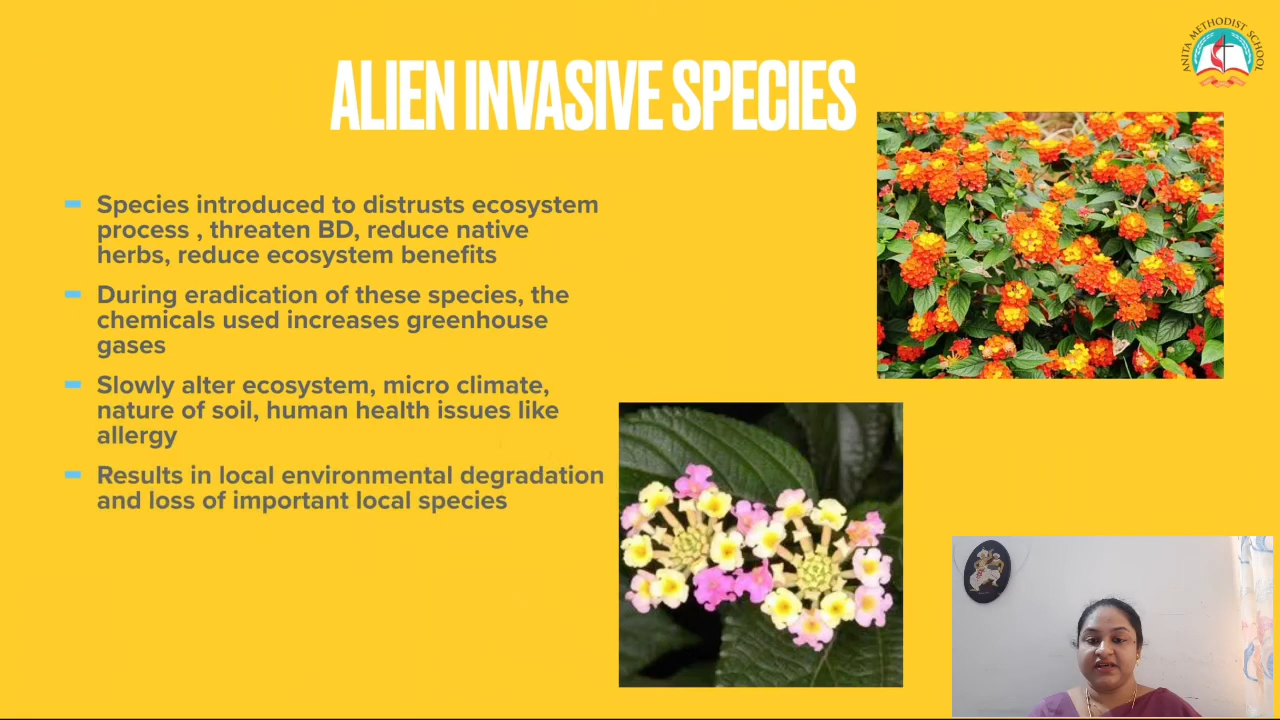 ANITA METHODIST SCHOOL
ALIEN INVASIVE SPECIES
Species introduced to distrusts ecosystem
process , threaten BD, reduce native
herbs, reduce ecosystem benefits
During eradication of these species, the
chemicals used increases greenhouse
gases
Slowly alter ecosystem, micro climate,
nature of soil, human health issues like
allergy
Results in local environmental degradation
and loss of important local species